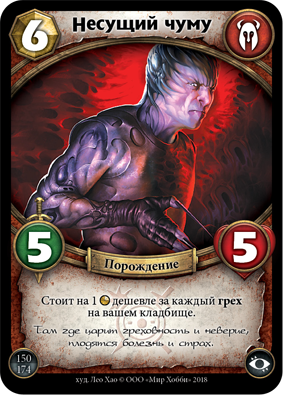 6
Несущий чуму
5
5
Порождение
Стоит на 1 дешевле за каждый грех
на вашем кладбище.
Там где царит греховность и неверие,
плодятся болезнь и страх.
150
174
худ. Лео Хао © ООО «Мир Хобби» 2018